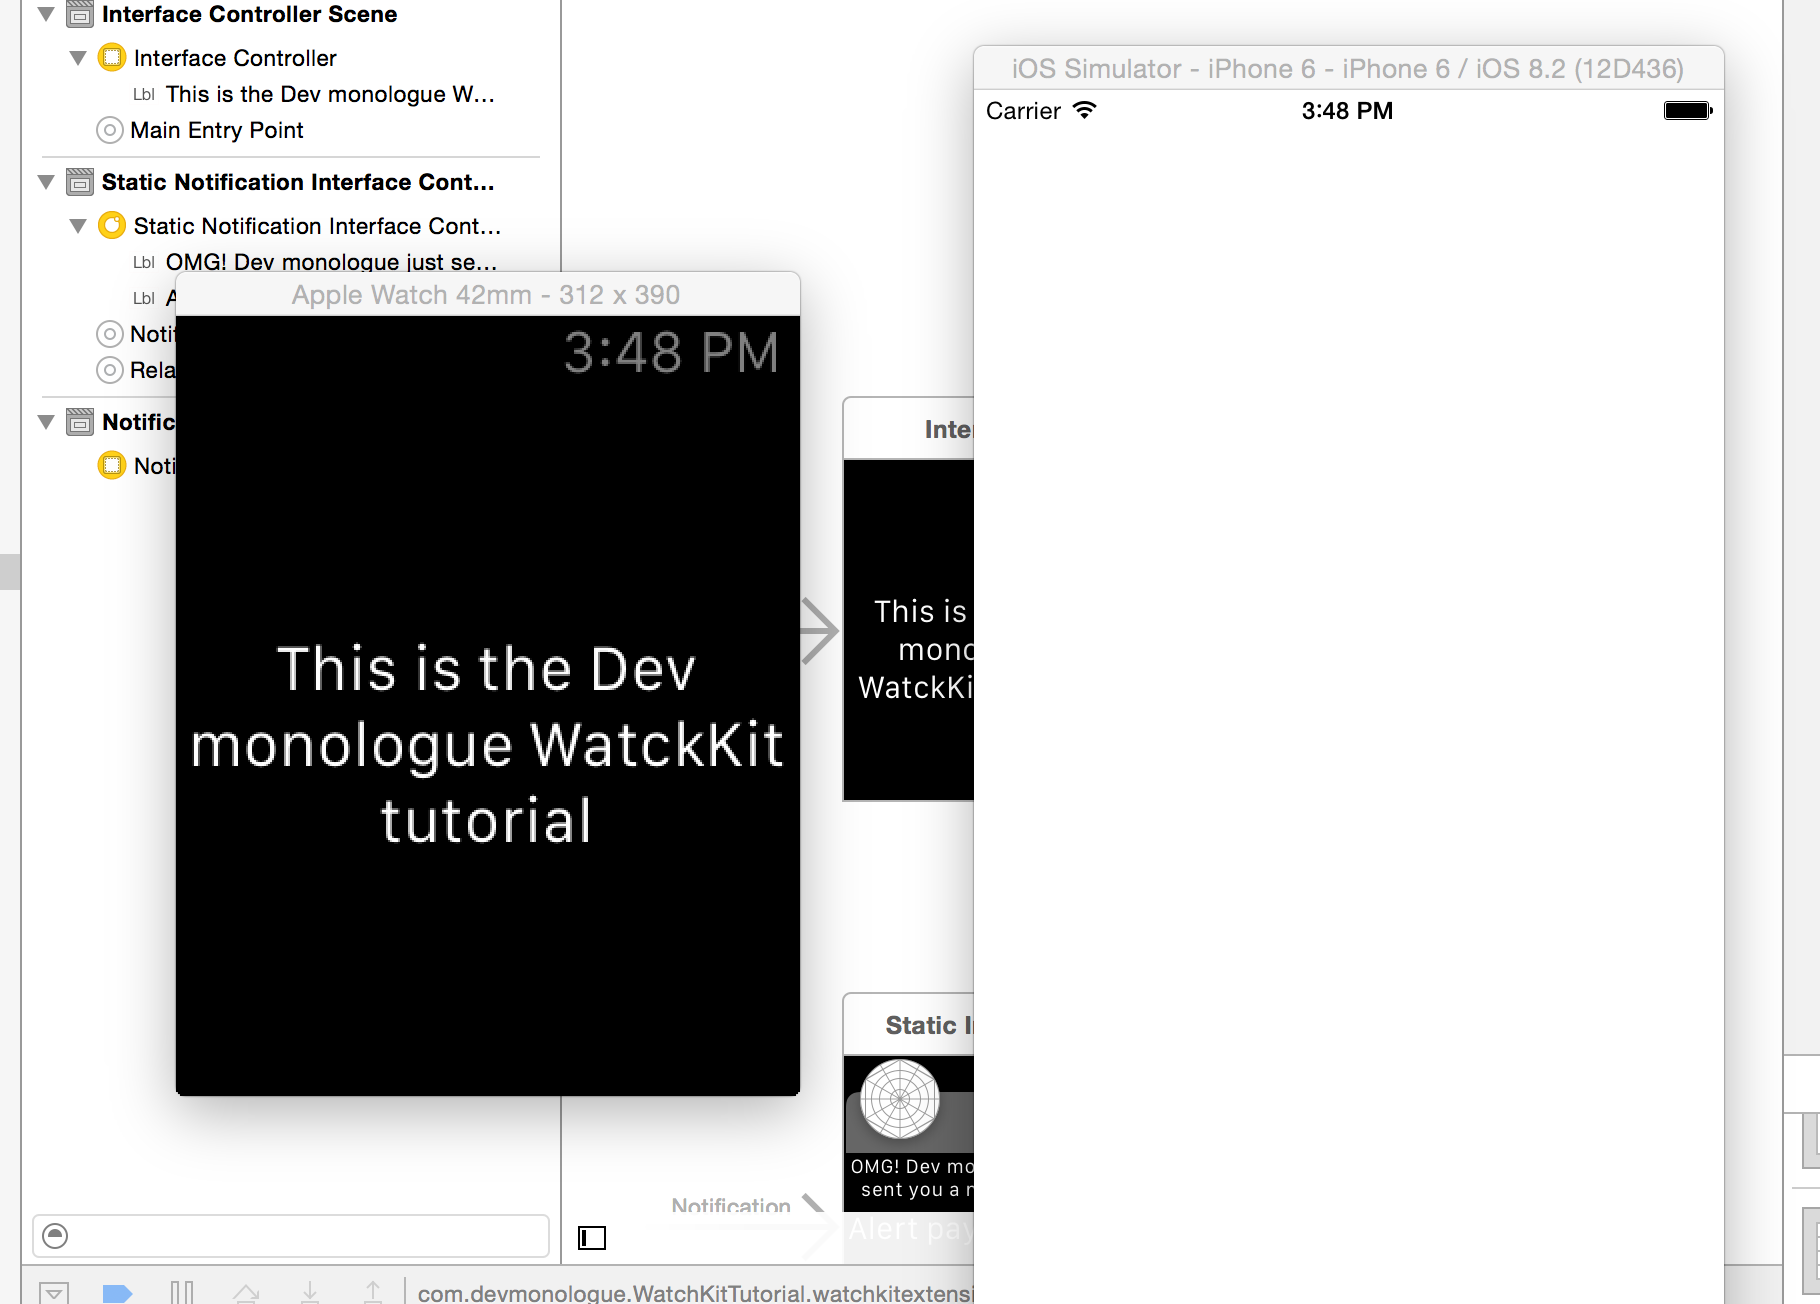 Interface Controller Scene
Interface Controller
Lbl This is the Dev monologue W...
Main Entry Point
Static Notification Interface Cont...
Static Notification Interface Cont...
Lbl OMG! Dev monologue just se...
Lbl A
Noti
Rela
Notific
Noti
Apple Watch 42mm - 312 x 390
3:48 PM
This is the Dev
monologue WatckKit
tutorial
Inte
This is
mono
WatckKi
Static I
OMG! Dev mo
sent you a n
Alert pay
Notification
iOS Simulator - iPhone 6 - iPhone 6 / iOS 8.2 (12D436)
Carrier 3:48 PM
com.devmonologue.WatchKitTutorial.watchkitextensi